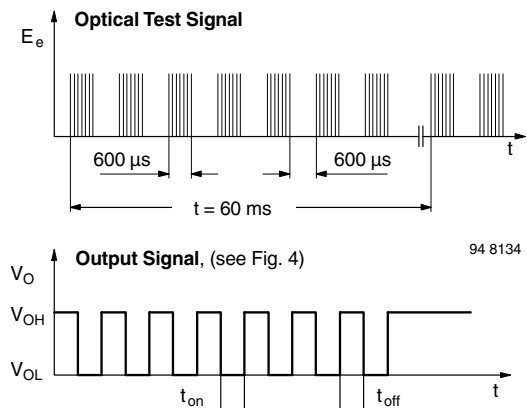 Optical Test Signal
Ee
600 µs
600 µs
t
t = 60 ms
94 8134
Output Signal, (see Fig. 4)
VO
VOH
VOL
ton
toff
t